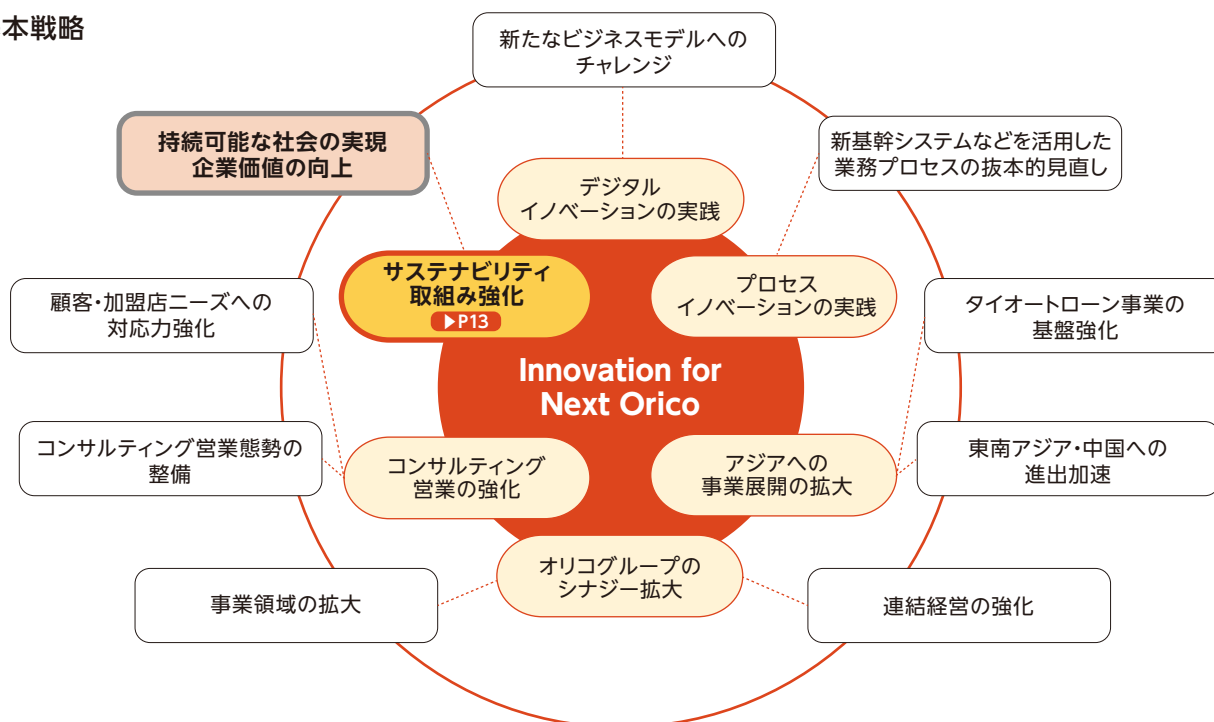 本戦略
新たなビジネスモデルへの
チャレンジ
持続可能な社会の実現
企業価値の向上
新基幹システムなどを活用した
業務プロセスの抜本的見直し
デジタル
イノベーションの実践
サステナビリティ
取組み強化
▶P13
プロセス
イノベーションの実践
顧客・加盟店ニーズへの
対応力強化
タイオートローン事業の
基盤強化
Innovation for
Next Orico
コンサルティング営業態勢の
整備
コンサルティング
営業の強化
アジアへの
事業展開の拡大
東南アジア・中国への
進出加速
オリコグループの
シナジー拡大
事業領域の拡大
連結経営の強化